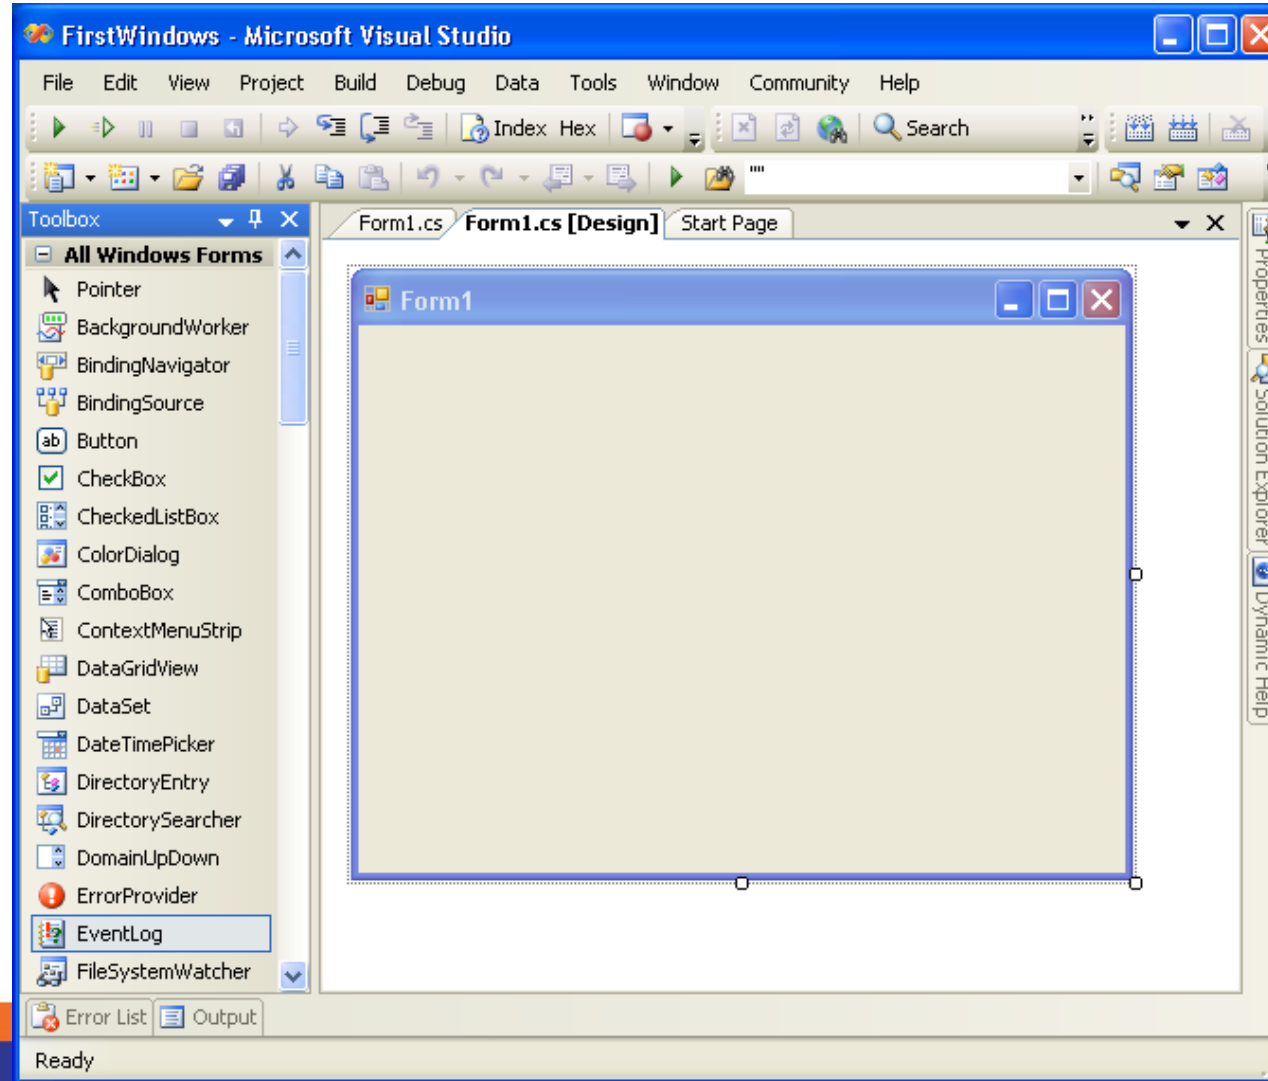 FirstWindows - Microsoft Visual Studio
File Edit View Project Build Debug Data Tools Window Community Help
Index Hex Search
""
Toolbox
Form1.cs Form1.cs [Design] Start Page
All Windows Forms
Pointer
BackgroundWorker
BindingNavigator
BindingSource
ab Button
CheckBox
CheckedListBox
ColorDialog
ComboBox
ContextMenuStrip
DataGridView
DataSet
DateTimePicker
DirectoryEntry
DirectorySearcher
DomainUpDown
ErrorProvider
EventLog
FileSystemWatcher
Form1
Properties
Solution Explorer
Dynamic Help
Error List Output
Ready